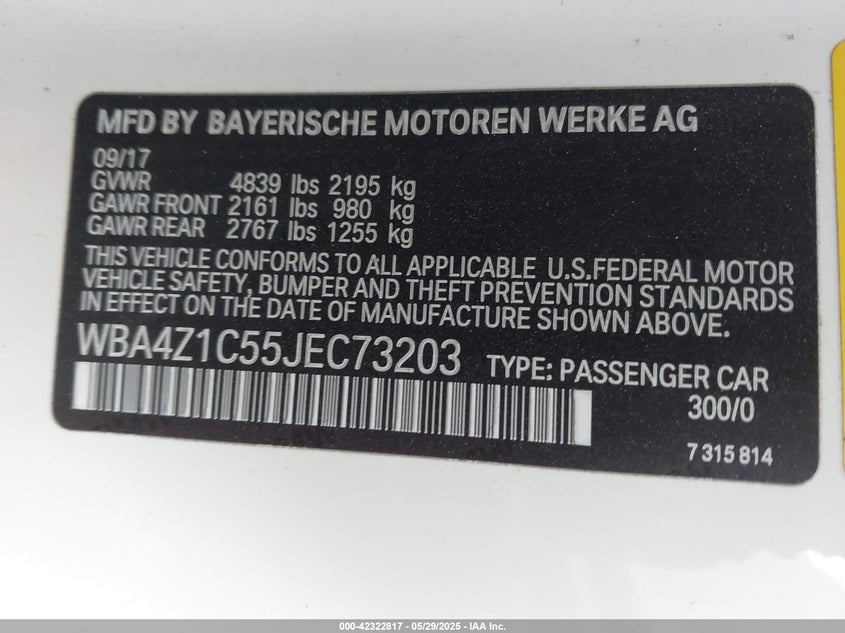 MFD BY BAYERISCHE MOTOREN WERKE AG
09/17
GVWR 4839 lbs 2195 kg
GAWR FRONT 2161 lbs 980 kg
GAWR REAR 2767 lbs 1255 kg
THIS VEHICLE CONFORMS TO ALL APPLICABLE U.S.FEDERAL MOTOR
VEHICLE SAFETY, BUMPER AND THEFT PREVENTION STANDARDS
IN EFFECT ON THE DATE OF MANUFACTURE SHOWN ABOVE.
WBA4Z1C55JEC73203 TYPE: PASSENGER CAR
300/0
7 315 814
000-42322817 - 05/29/2025 - IAA Inc.